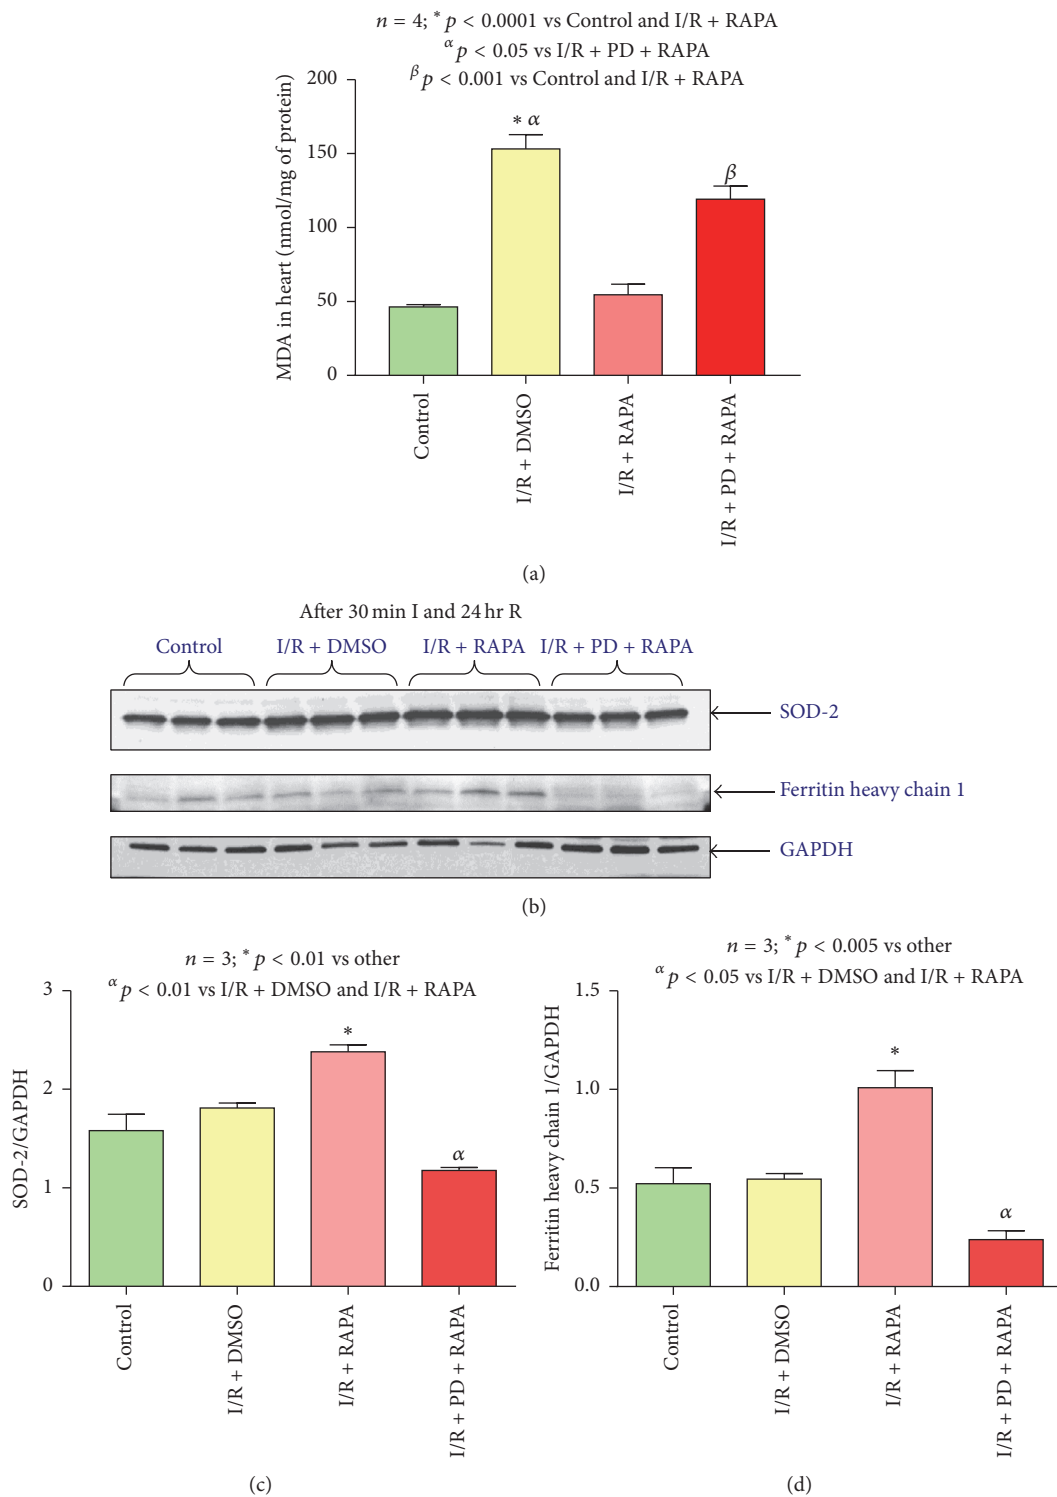 n = 4; * p < 0.0001 vs Control and I/R + RAPA
α p < 0.05 vs I/R + PD + RAPA
β p < 0.001 vs Control and I/R + RAPA
MDA in heart (nmol/mg of protein)
200
150
100
50
0
* α
β
Control
I/R + DMSO
I/R + RAPA
I/R + PD + RAPA
(a)
After 30 min I and 24 hr R
Control I/R + DMSO I/R + RAPA I/R + PD + RAPA
SOD-2
Ferritin heavy chain 1
GAPDH
(b)
n = 3; * p < 0.01 vs other
α p < 0.01 vs I/R + DMSO and I/R + RAPA
SOD-2/GAPDH
3
2
1
0
*
α
Control
I/R + DMSO
I/R + RAPA
I/R + PD + RAPA
(c)
n = 3; * p < 0.005 vs other
α p < 0.05 vs I/R + DMSO and I/R + RAPA
Ferritin heavy chain 1/GAPDH
1.5
1.0
0.5
0.0
*
α
Control
I/R + DMSO
I/R + RAPA
I/R + PD + RAPA
(d)